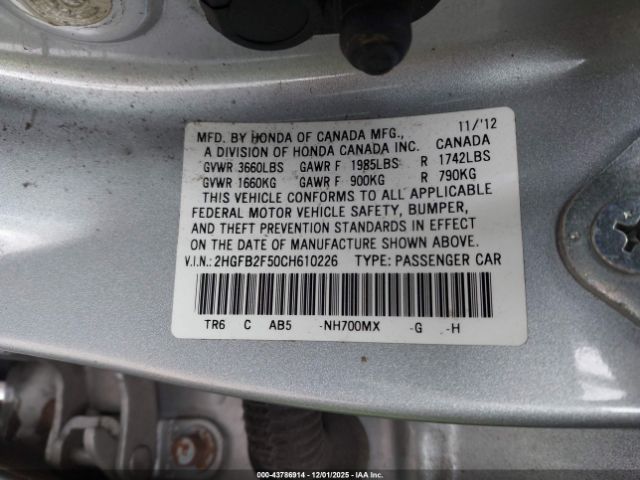 11/'12
MFD. BY HONDA OF CANADA MFG., CANADA
A DIVISION OF HONDA CANADA INC.
GVWR 3660LBS GAWR F 1985LBS R 1742LBS
GVWR 1660KG GAWR F 900KG R 790KG
THIS VEHICLE CONFORMS TO ALL APPLICABLE
FEDERAL MOTOR VEHICLE SAFETY, BUMPER,
AND THEFT PREVENTION STANDARDS IN EFFECT
ON THE DATE OF MANUFACTURE SHOWN ABOVE.
V.I.N.: 2HGFB2F50CH610226 TYPE: PASSENGER CAR
TR6 C AB5 -NH700MX -G -H
000-43786914 - 12/01/2025 - IAAI.COM